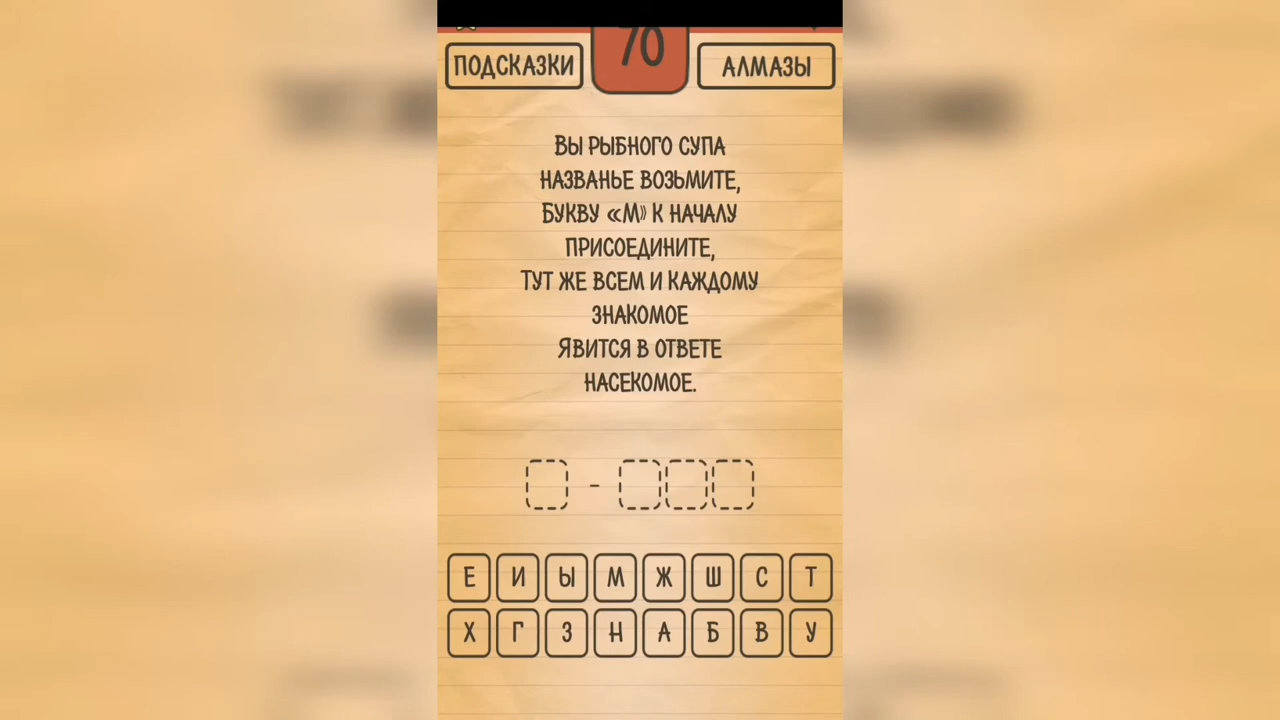 ПОДСКАЗКИ 70 АЛМАЗЫ
ВЫ РЫБНОГО СУПА
НАЗВАНЬЕ ВОЗЬМИТЕ,
БУКВУ «М» К НАЧАЛУ
ПРИСОЕДИНИТЕ,
ТУТ ЖЕ ВСЕМ И КАЖДОМУ
ЗНАКОМОЕ
ЯВИТСЯ В ОТВЕТЕ
НАСЕКОМОЕ.
-
Е И Ы М Ж Ш С Т
Х Г З Н А Б В У